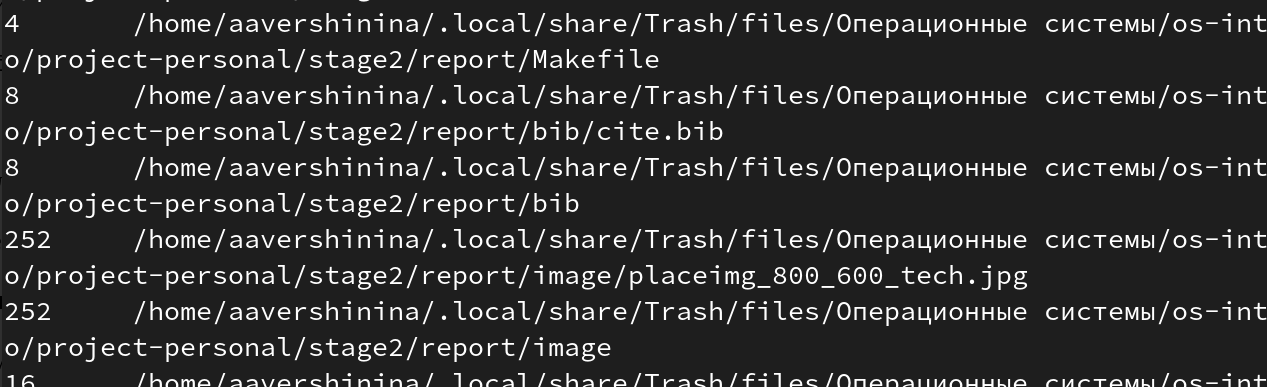 4 /home/aavershinina/.local/share/Trash/files/Операционные системы/os-int
o/project-personal/stage2/report/Makefile
8 /home/aavershinina/.local/share/Trash/files/Операционные системы/os-int
o/project-personal/stage2/report/bib/cite.bib
8 /home/aavershinina/.local/share/Trash/files/Операционные системы/os-int
o/project-personal/stage2/report/bib
252 /home/aavershinina/.local/share/Trash/files/Операционные системы/os-int
o/project-personal/stage2/report/image/placeimg_800_600_tech.jpg
252 /home/aavershinina/.local/share/Trash/files/Операционные системы/os-int
o/project-personal/stage2/report/image
16 /home/aavershinina/.local/share/Trash/files/Операционные системы/os-int